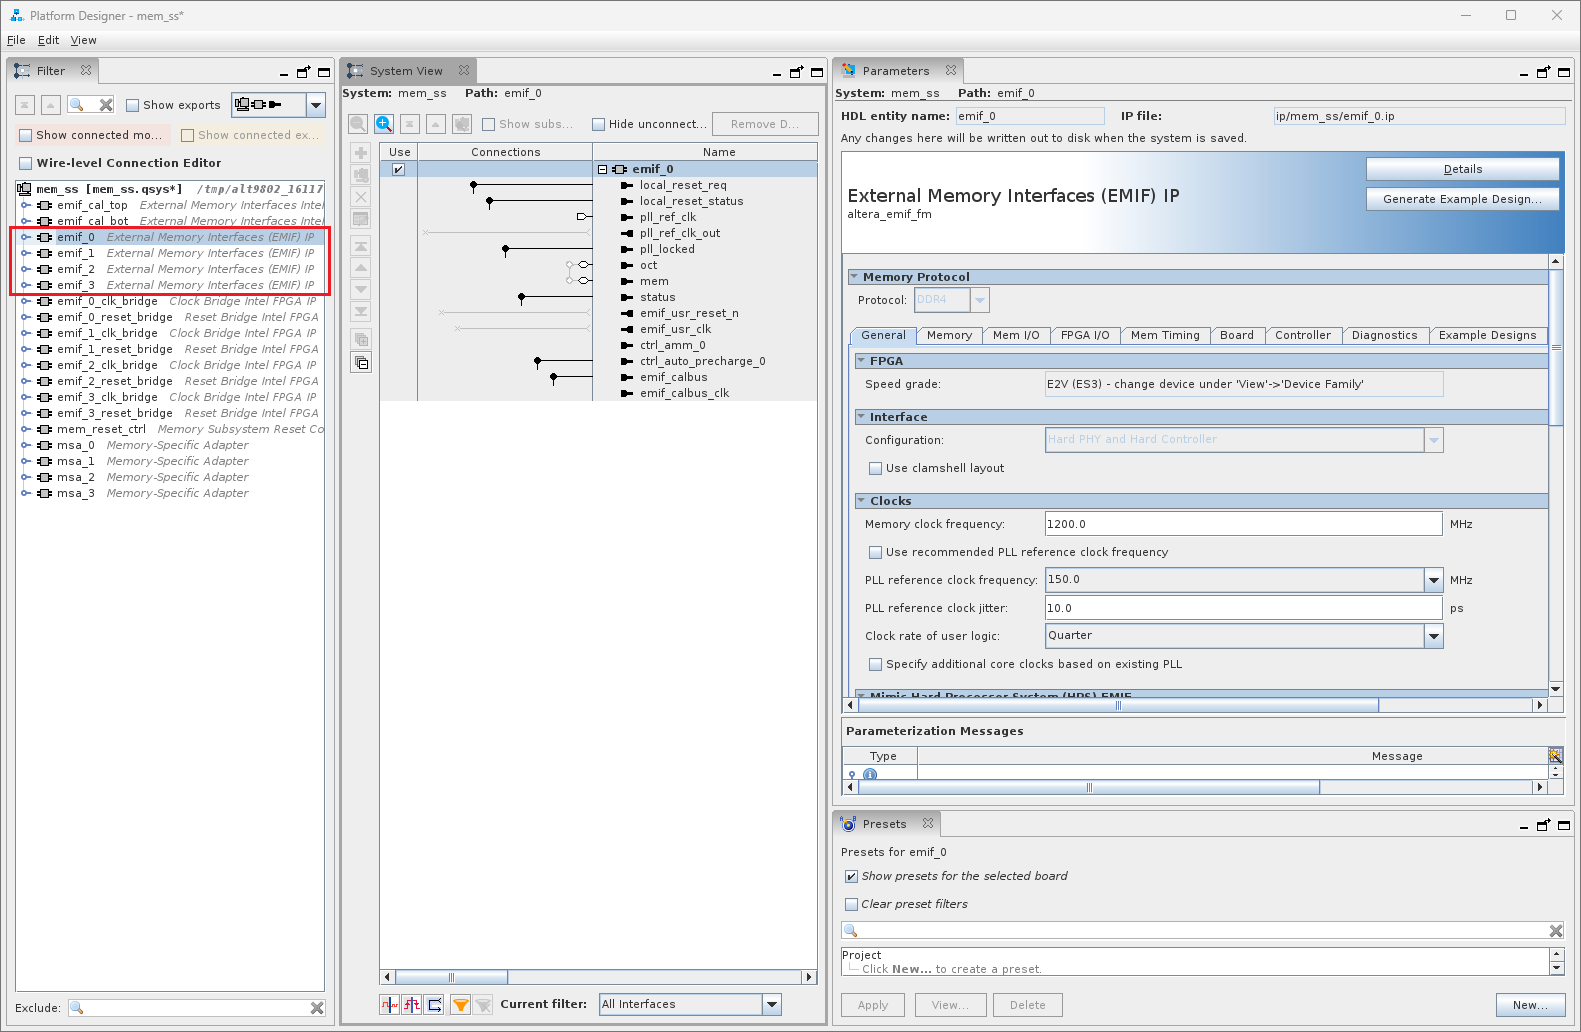 Platform Designer - mem_ss*
File Edit View
Filter
Show exports
Show connected mo...
Show connected ex...
Wire-level Connection Editor
mem_ss [mem_ss.qsys*] /tmp/alt9802_16117
emif_cal_top External Memory Interfaces Intel
emif_cal_bot External Memory Interfaces Intel
emif_0 External Memory Interfaces (EMIF) IP
emif_1 External Memory Interfaces (EMIF) IP
emif_2 External Memory Interfaces (EMIF) IP
emif_3 External Memory Interfaces (EMIF) IP
emif_0_clk_bridge Clock Bridge Intel FPGA IP
emif_0_reset_bridge Reset Bridge Intel FPGA
emif_1_clk_bridge Clock Bridge Intel FPGA IP
emif_1_reset_bridge Reset Bridge Intel FPGA
emif_2_clk_bridge Clock Bridge Intel FPGA IP
emif_2_reset_bridge Reset Bridge Intel FPGA
emif_3_clk_bridge Clock Bridge Intel FPGA IP
emif_3_reset_bridge Reset Bridge Intel FPGA
mem_reset_ctrl Memory Subsystem Reset Co
msa_0 Memory-Specific Adapter
msa_1 Memory-Specific Adapter
msa_2 Memory-Specific Adapter
msa_3 Memory-Specific Adapter
Exclude:
System View
System: mem_ss Path: emif_0
Show subs...
Hide unconnect...
Remove D...
Use Connections Name
emif_0
local_reset_req
local_reset_status
pll_ref_clk
pll_ref_clk_out
pll_locked
oct
mem
status
emif_usr_reset_n
emif_usr_clk
ctrl_amm_0
ctrl_auto_precharge_0
emif_calbus
emif_calbus_clk
Current filter: All Interfaces
Parameters
System: mem_ss Path: emif_0
HDL entity name: emif_0 IP file: ip/mem_ss/emif_0.ip
Any changes here will be written out to disk when the system is saved.
External Memory Interfaces (EMIF) IP
altera_emif_fm
Details
Generate Example Design...
Memory Protocol
Protocol: DDR4
General Memory Mem I/O FPGA I/O Mem Timing Board Controller Diagnostics Example Designs
FPGA
Speed grade: E2V (ES3) - change device under 'View'->'Device Family'
Interface
Configuration: Hard PHY and Hard Controller
Use clamshell layout
Clocks
Memory clock frequency: 1200.0 MHz
Use recommended PLL reference clock frequency
PLL reference clock frequency: 150.0 MHz
PLL reference clock jitter: 10.0 ps
Clock rate of user logic: Quarter
Specify additional core clocks based on existing PLL
Mimic Hard Processor System (HPS) EMIF
Parameterization Messages
Type Message
Presets
Presets for emif_0
Show presets for the selected board
Clear preset filters
Project
Click New... to create a preset.
Apply View... Delete New...